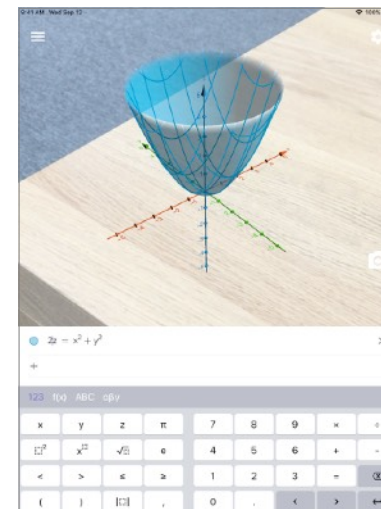 9:41 AM Wed Sep 12 100%
2z = x² + y²
+
123 f(x) ABC αβγ
x y z π 7 8 9 × ÷
√ e 4 5 6 + -
< > ≤ ≥ 1 2 3 =
( ) , 0 . < >